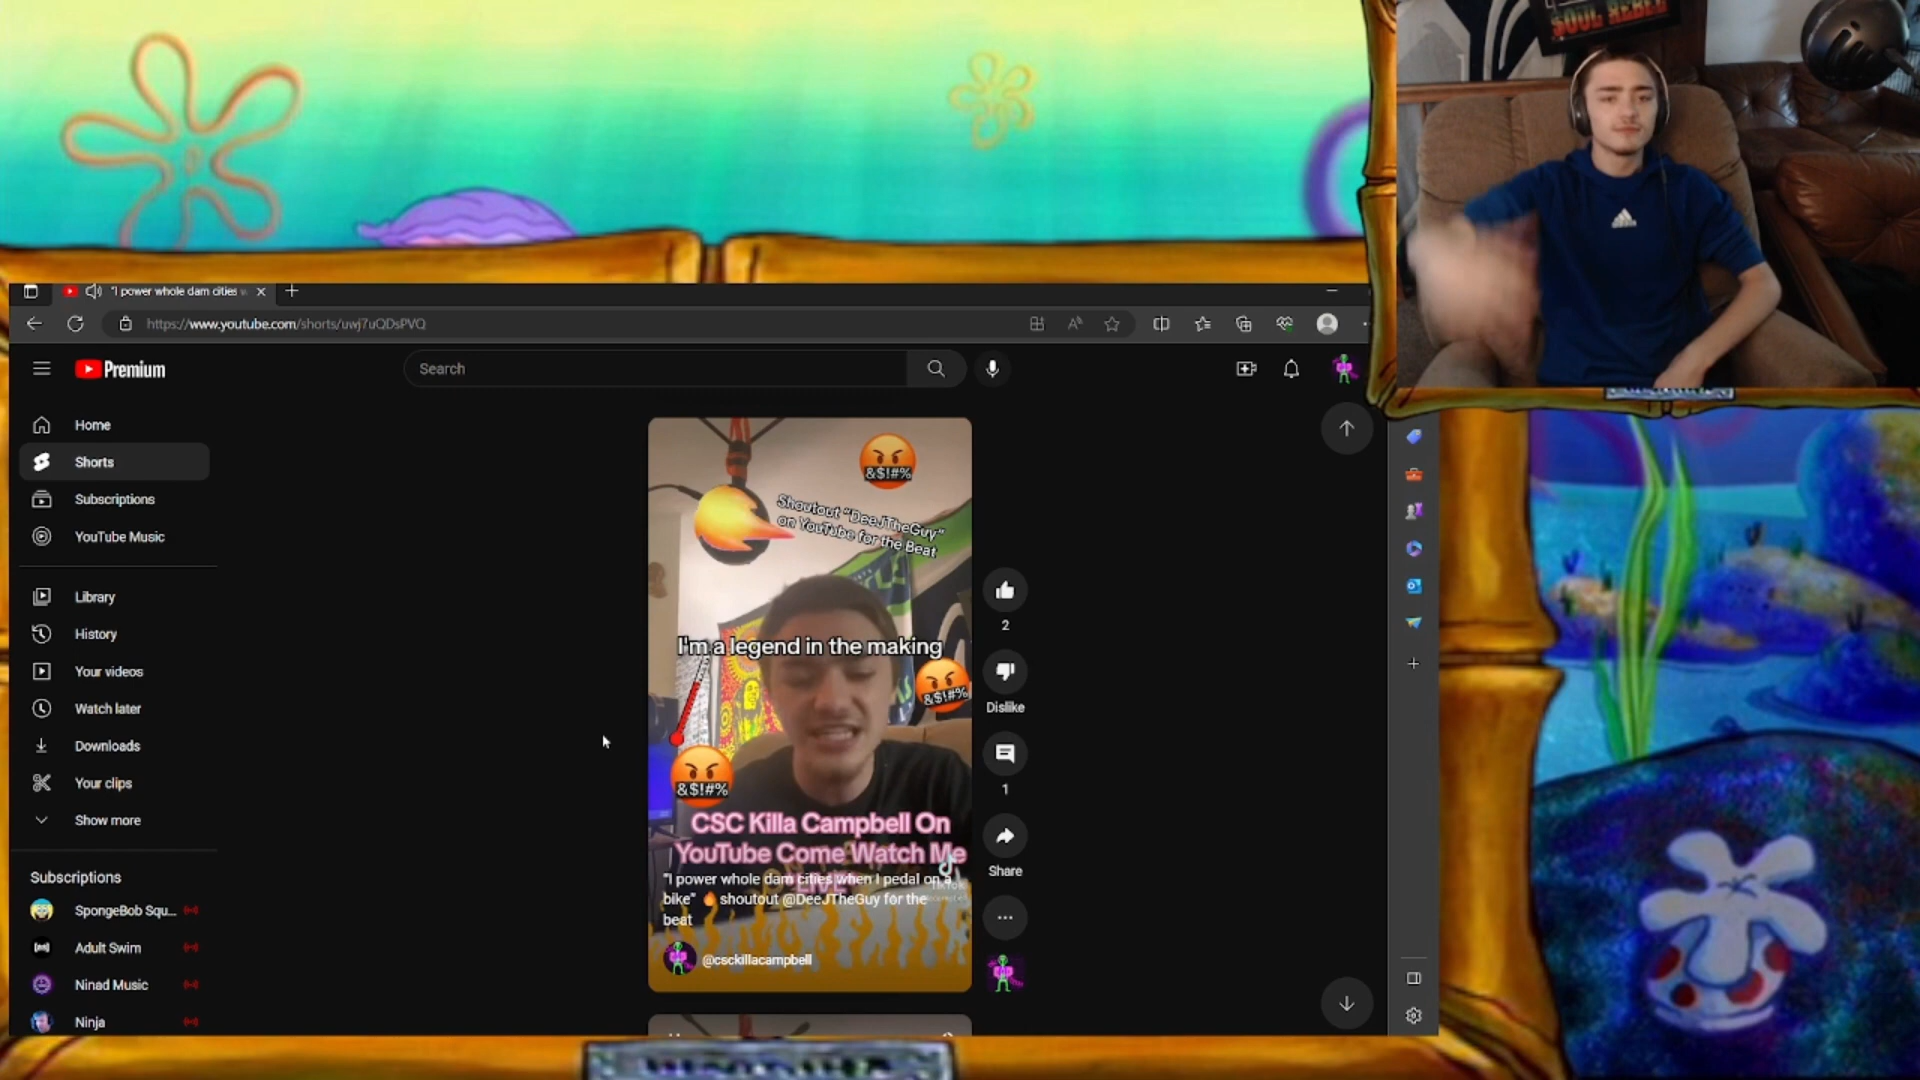 SOUL REBEL
"I power whole dam cities w
https://www.youtube.com/shorts/uwj7uQDsPVQ
Premium
Search
Home
Shorts
Subscriptions
YouTube Music
Library
History
Your videos
Watch later
Downloads
Your clips
Show more
Subscriptions
SpongeBob Squ...
Adult Swim
Ninad Music
Ninja
&$!#%
Shoutout "DeeJTheGuy"
on YouTube for the Beat
I'm a legend in the making
&$!#%
&$!#%
CSC Killa Campbell On
YouTube Come Watch Me
LIVE
"I power whole dam cities when I pedal on a
bike" 🔥 shoutout @DeeJTheGuy for the
beat
@csckillacampbell
2
Dislike
1
Share